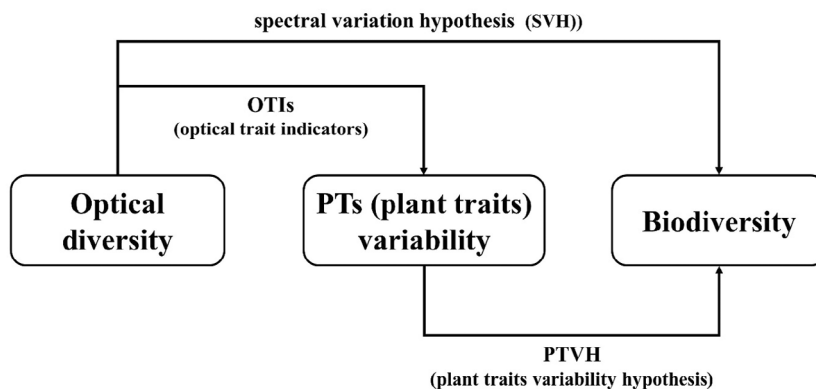 spectral variation hypothesis (SVH))
OTIs
(optical trait indicators)
Optical
diversity
PTs (plant traits)
variability
Biodiversity
PTVH
(plant traits variability hypothesis)